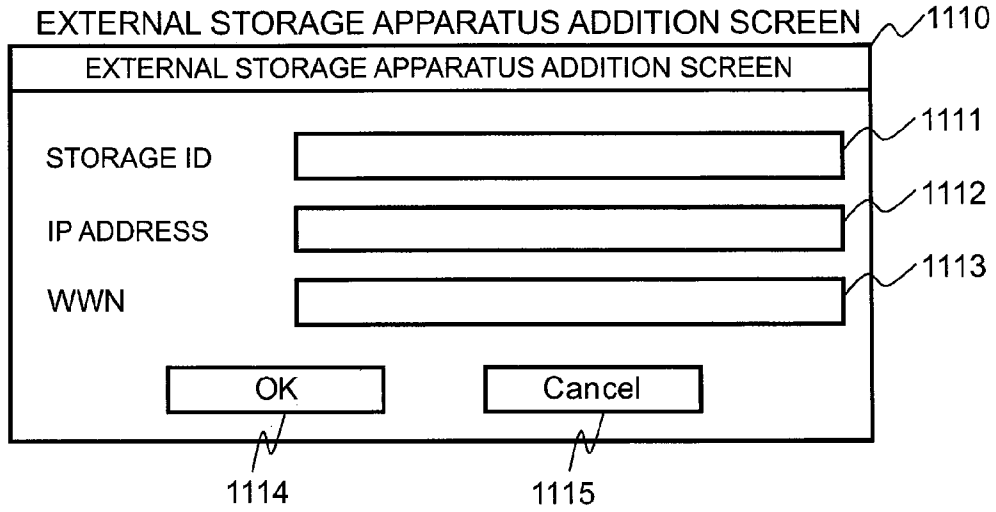 EXTERNAL STORAGE APPARATUS ADDITION SCREEN
1110
EXTERNAL STORAGE APPARATUS ADDITION SCREEN
STORAGE ID
1111
IP ADDRESS
1112
WWN
1113
OK
Cancel
1114
1115